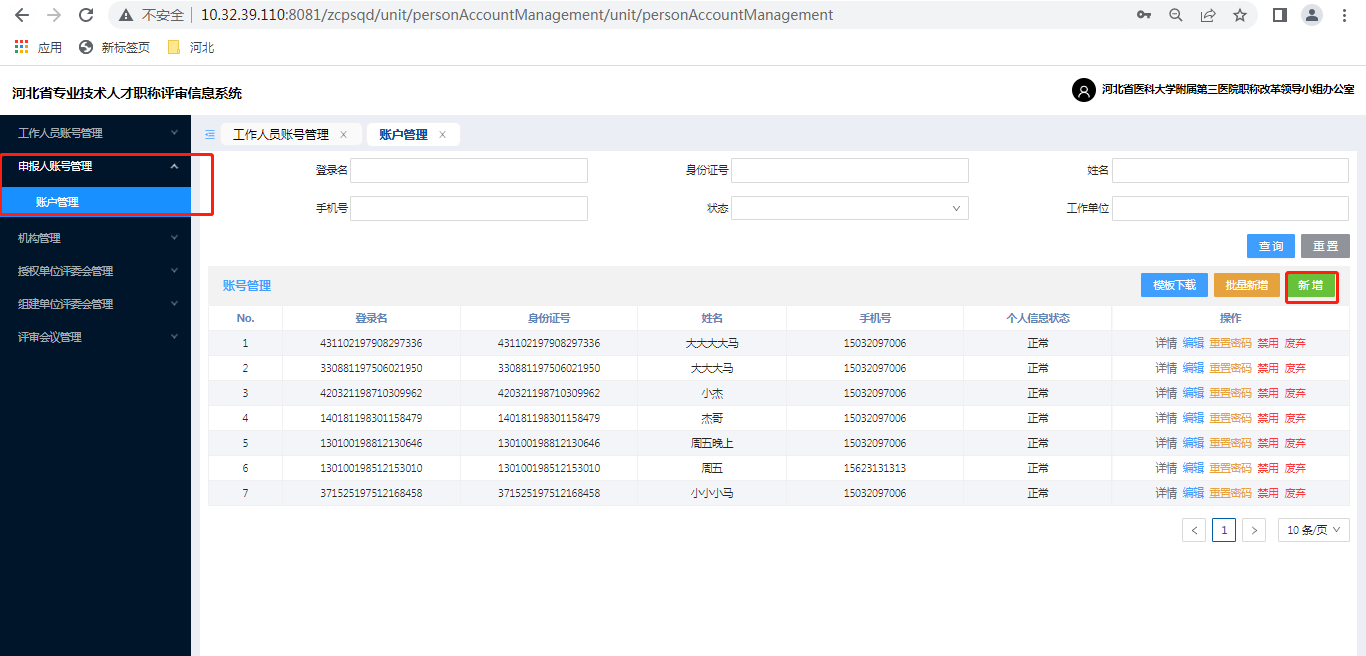 不安全 10.32.39.110:8081/zcpsqd/unit/personAccountManagement/unit/personAccountManagement
应用 新标签页 河北
河北省专业技术人才职称评审信息系统
河北省医科大学附属第三医院职称改革领导小组办公室
工作人员账号管理
申报人账号管理
账户管理
机构管理
授权单位评委会管理
组建单位评委会管理
评审会议管理
工作人员账号管理 × 账户管理 ×
登录名 身份证号 姓名
手机号 状态 工作单位
查询 重置
账号管理 模板下载 批量新增 新增
No. 登录名 身份证号 姓名 手机号 个人信息状态 操作
1 431102197908297336 431102197908297336 大大大大马 15032097006 正常 详情 编辑 重置密码 禁用 废弃
2 330881197506021950 330881197506021950 大大大马 15032097006 正常 详情 编辑 重置密码 禁用 废弃
3 420321198710309962 420321198710309962 小杰 15032097006 正常 详情 编辑 重置密码 禁用 废弃
4 140181198301158479 140181198301158479 杰哥 15032097006 正常 详情 编辑 重置密码 禁用 废弃
5 130100198812130646 130100198812130646 周五晚上 15032097006 正常 详情 编辑 重置密码 禁用 废弃
6 130100198512153010 130100198512153010 周五 15623131313 正常 详情 编辑 重置密码 禁用 废弃
7 371525197512168458 371525197512168458 小小小马 15032097006 正常 详情 编辑 重置密码 禁用 废弃
< 1 > 10 条/页